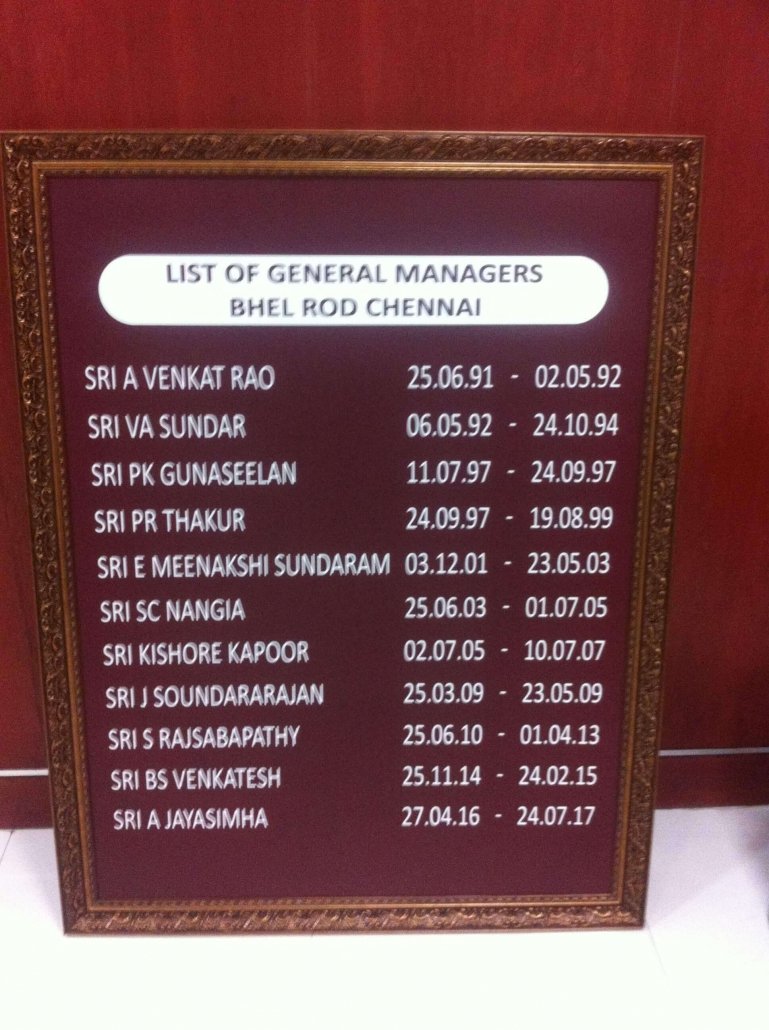 LIST OF GENERAL MANAGERS
BHEL ROD CHENNAI
SRI A VENKAT RAO 25.06.91 - 02.05.92
SRI VA SUNDAR 06.05.92 - 24.10.94
SRI PK GUNASEELAN 11.07.97 - 24.09.97
SRI PR THAKUR 24.09.97 - 19.08.99
SRI E MEENAKSHI SUNDARAM 03.12.01 - 23.05.03
SRI SC NANGIA 25.06.03 - 01.07.05
SRI KISHORE KAPOOR 02.07.05 - 10.07.07
SRI J SOUNDARARAJAN 25.03.09 - 23.05.09
SRI S RAJSABAPATHY 25.06.10 - 01.04.13
SRI BS VENKATESH 25.11.14 - 24.02.15
SRI A JAYASIMHA 27.04.16 - 24.07.17